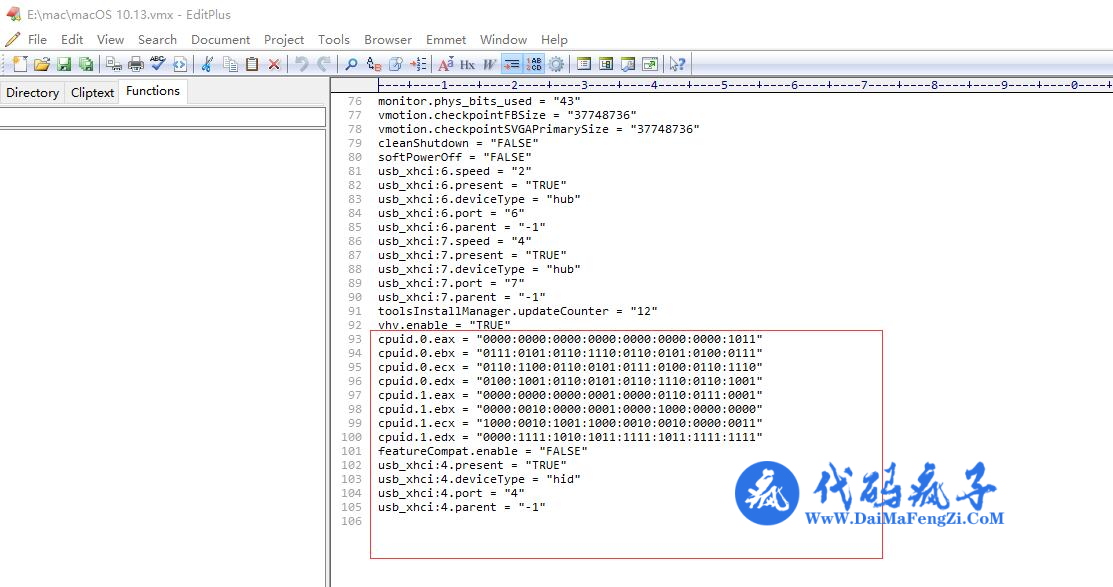 E:\mac\macOS 10.13.vmx - EditPlus
File Edit View Search Document Project Tools Browser Emmet Window Help
Directory Cliptext Functions
----+----1----+----2----+----3----+----4----+----5----+----6----+----7----+----8----+----9----+----0----+--
76 monitor.phys_bits_used = "43"
77 vmotion.checkpointFBSize = "37748736"
78 vmotion.checkpointSVGAPrimarySize = "37748736"
79 cleanShutdown = "FALSE"
80 softPowerOff = "FALSE"
81 usb_xhci:6.speed = "2"
82 usb_xhci:6.present = "TRUE"
83 usb_xhci:6.deviceType = "hub"
84 usb_xhci:6.port = "6"
85 usb_xhci:6.parent = "-1"
86 usb_xhci:7.speed = "4"
87 usb_xhci:7.present = "TRUE"
88 usb_xhci:7.deviceType = "hub"
89 usb_xhci:7.port = "7"
90 usb_xhci:7.parent = "-1"
91 toolsInstallManager.updateCounter = "12"
92 vhv.enable = "TRUE"
93 cpuid.0.eax = "0000:0000:0000:0000:0000:0000:0000:1011"
94 cpuid.0.ebx = "0111:0101:0110:1110:0110:0101:0100:0111"
95 cpuid.0.ecx = "0110:1100:0110:0101:0111:0100:0110:1110"
96 cpuid.0.edx = "0100:1001:0110:0101:0110:1110:0110:1001"
97 cpuid.1.eax = "0000:0000:0000:0001:0000:0110:0111:0001"
98 cpuid.1.ebx = "0000:0010:0000:0001:0000:1000:0000:0000"
99 cpuid.1.ecx = "1000:0010:1001:1000:0010:0010:0000:0011"
100 cpuid.1.edx = "0000:1111:1010:1011:1111:1011:1111:1111"
101 featureCompat.enable = "FALSE"
102 usb_xhci:4.present = "TRUE"
103 usb_xhci:4.deviceType = "hid"
104 usb_xhci:4.port = "4"
105 usb_xhci:4.parent = "-1"
106
疯 代码疯子
WwW.DaiMaFengZi.CoM